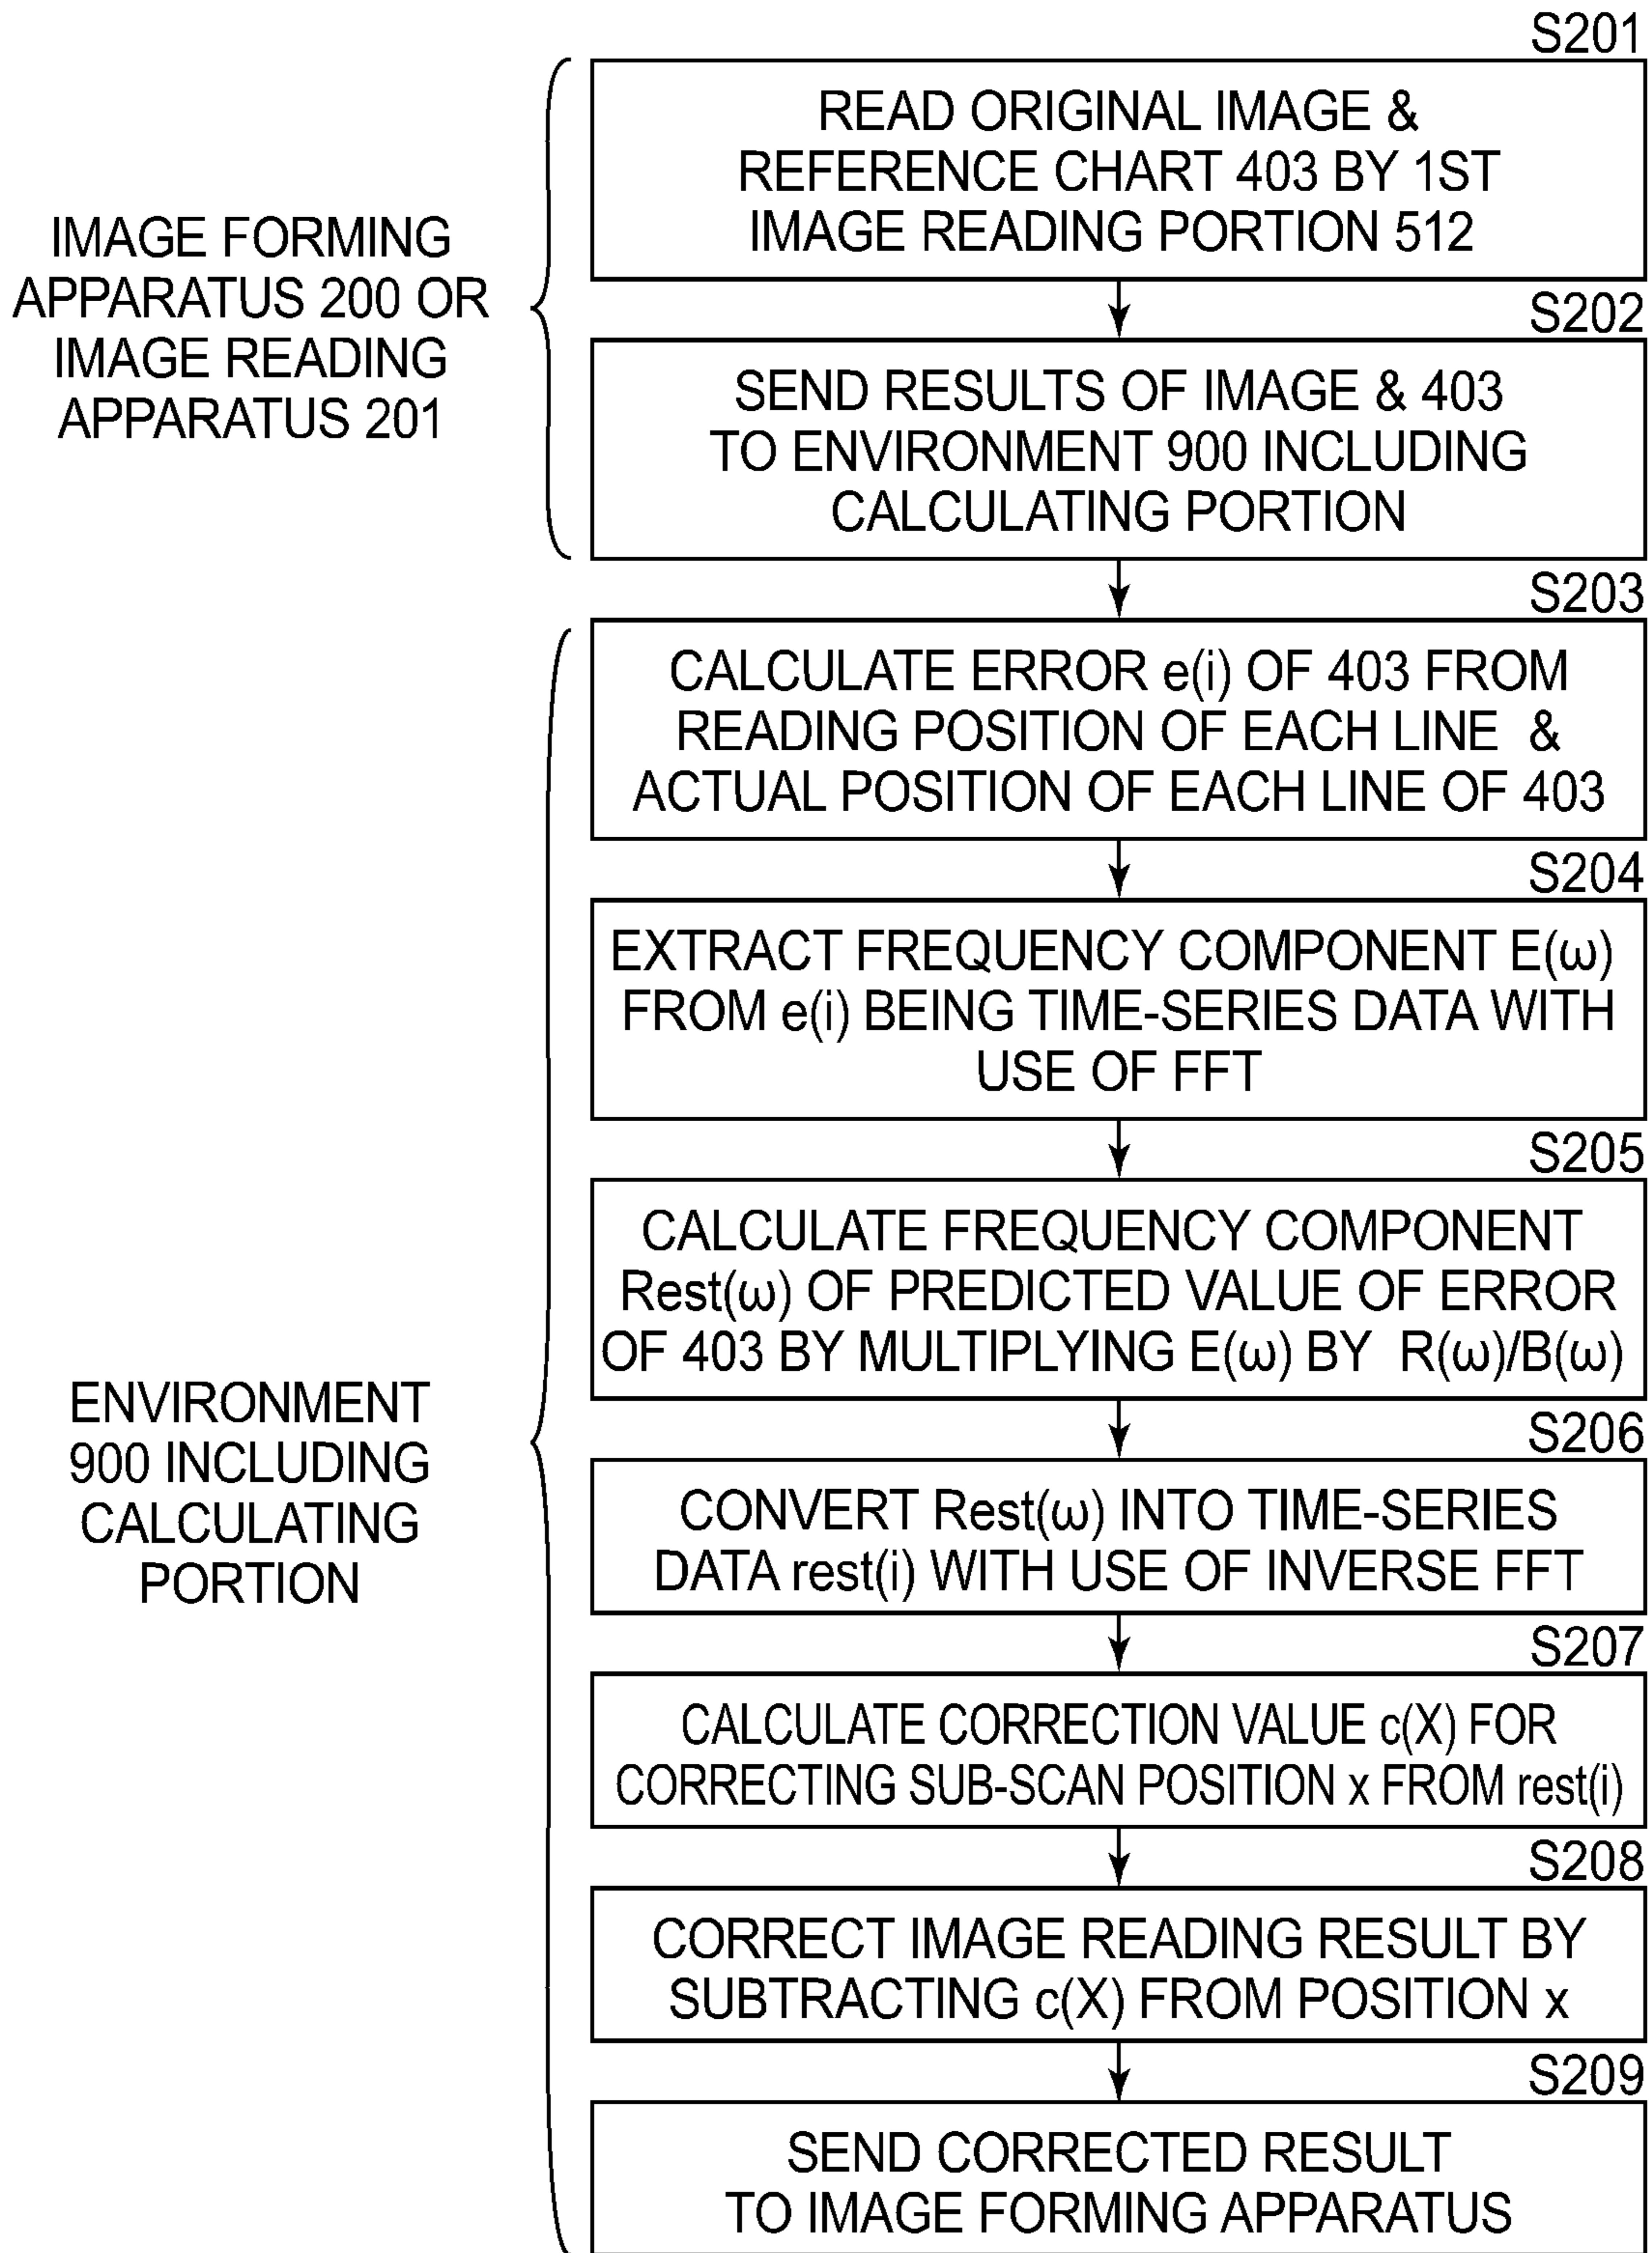 S201
READ ORIGINAL IMAGE &
REFERENCE CHART 403 BY 1ST
IMAGE READING PORTION 512
IMAGE FORMING
APPARATUS 200 OR
IMAGE READING
APPARATUS 201
S202
SEND RESULTS OF IMAGE & 403
TO ENVIRONMENT 900 INCLUDING
CALCULATING PORTION
S203
CALCULATE ERROR e(i) OF 403 FROM
READING POSITION OF EACH LINE &
ACTUAL POSITION OF EACH LINE OF 403
S204
EXTRACT FREQUENCY COMPONENT E(ω)
FROM e(i) BEING TIME-SERIES DATA WITH
USE OF FFT
S205
CALCULATE FREQUENCY COMPONENT
Rest(ω) OF PREDICTED VALUE OF ERROR
OF 403 BY MULTIPLYING E(ω) BY R(ω)/B(ω)
ENVIRONMENT
900 INCLUDING
CALCULATING
PORTION
S206
CONVERT Rest(ω) INTO TIME-SERIES
DATA rest(i) WITH USE OF INVERSE FFT
S207
CALCULATE CORRECTION VALUE c(X) FOR
CORRECTING SUB-SCAN POSITION x FROM rest(i)
S208
CORRECT IMAGE READING RESULT BY
SUBTRACTING c(X) FROM POSITION x
S209
SEND CORRECTED RESULT
TO IMAGE FORMING APPARATUS